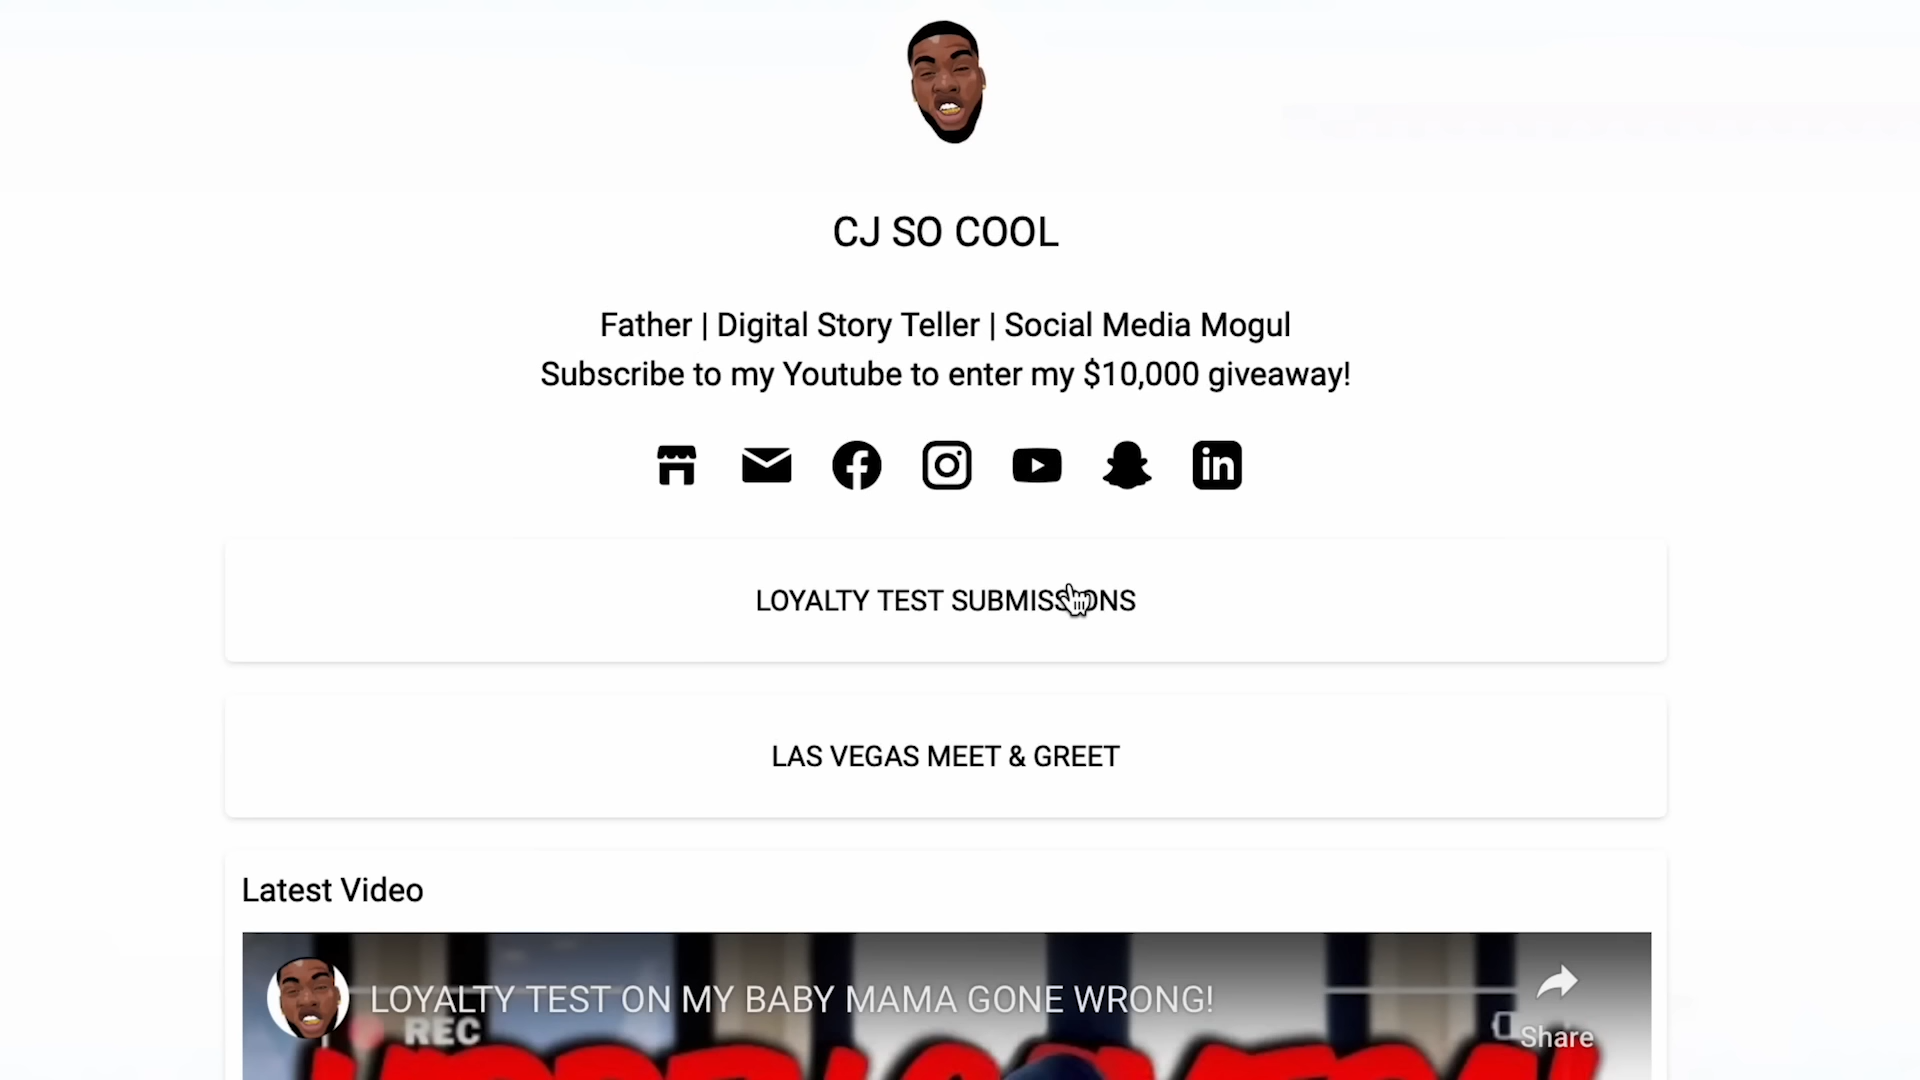 CJ SO COOL
Father | Digital Story Teller | Social Media Mogul
Subscribe to my Youtube to enter my $10,000 giveaway!
in
LOYALTY TEST SUBMISSIONS
LAS VEGAS MEET & GREET
Latest Video
LOYALTY TEST ON MY BABY MAMA GONE WRONG!
REC
Share